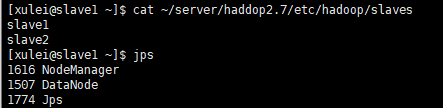 [xulei@slave1 ~]$ cat ~/server/haddop2.7/etc/hadoop/slaves
slave1
slave2
[xulei@slave1 ~]$ jps
1616 NodeManager
1507 DataNode
1774 Jps